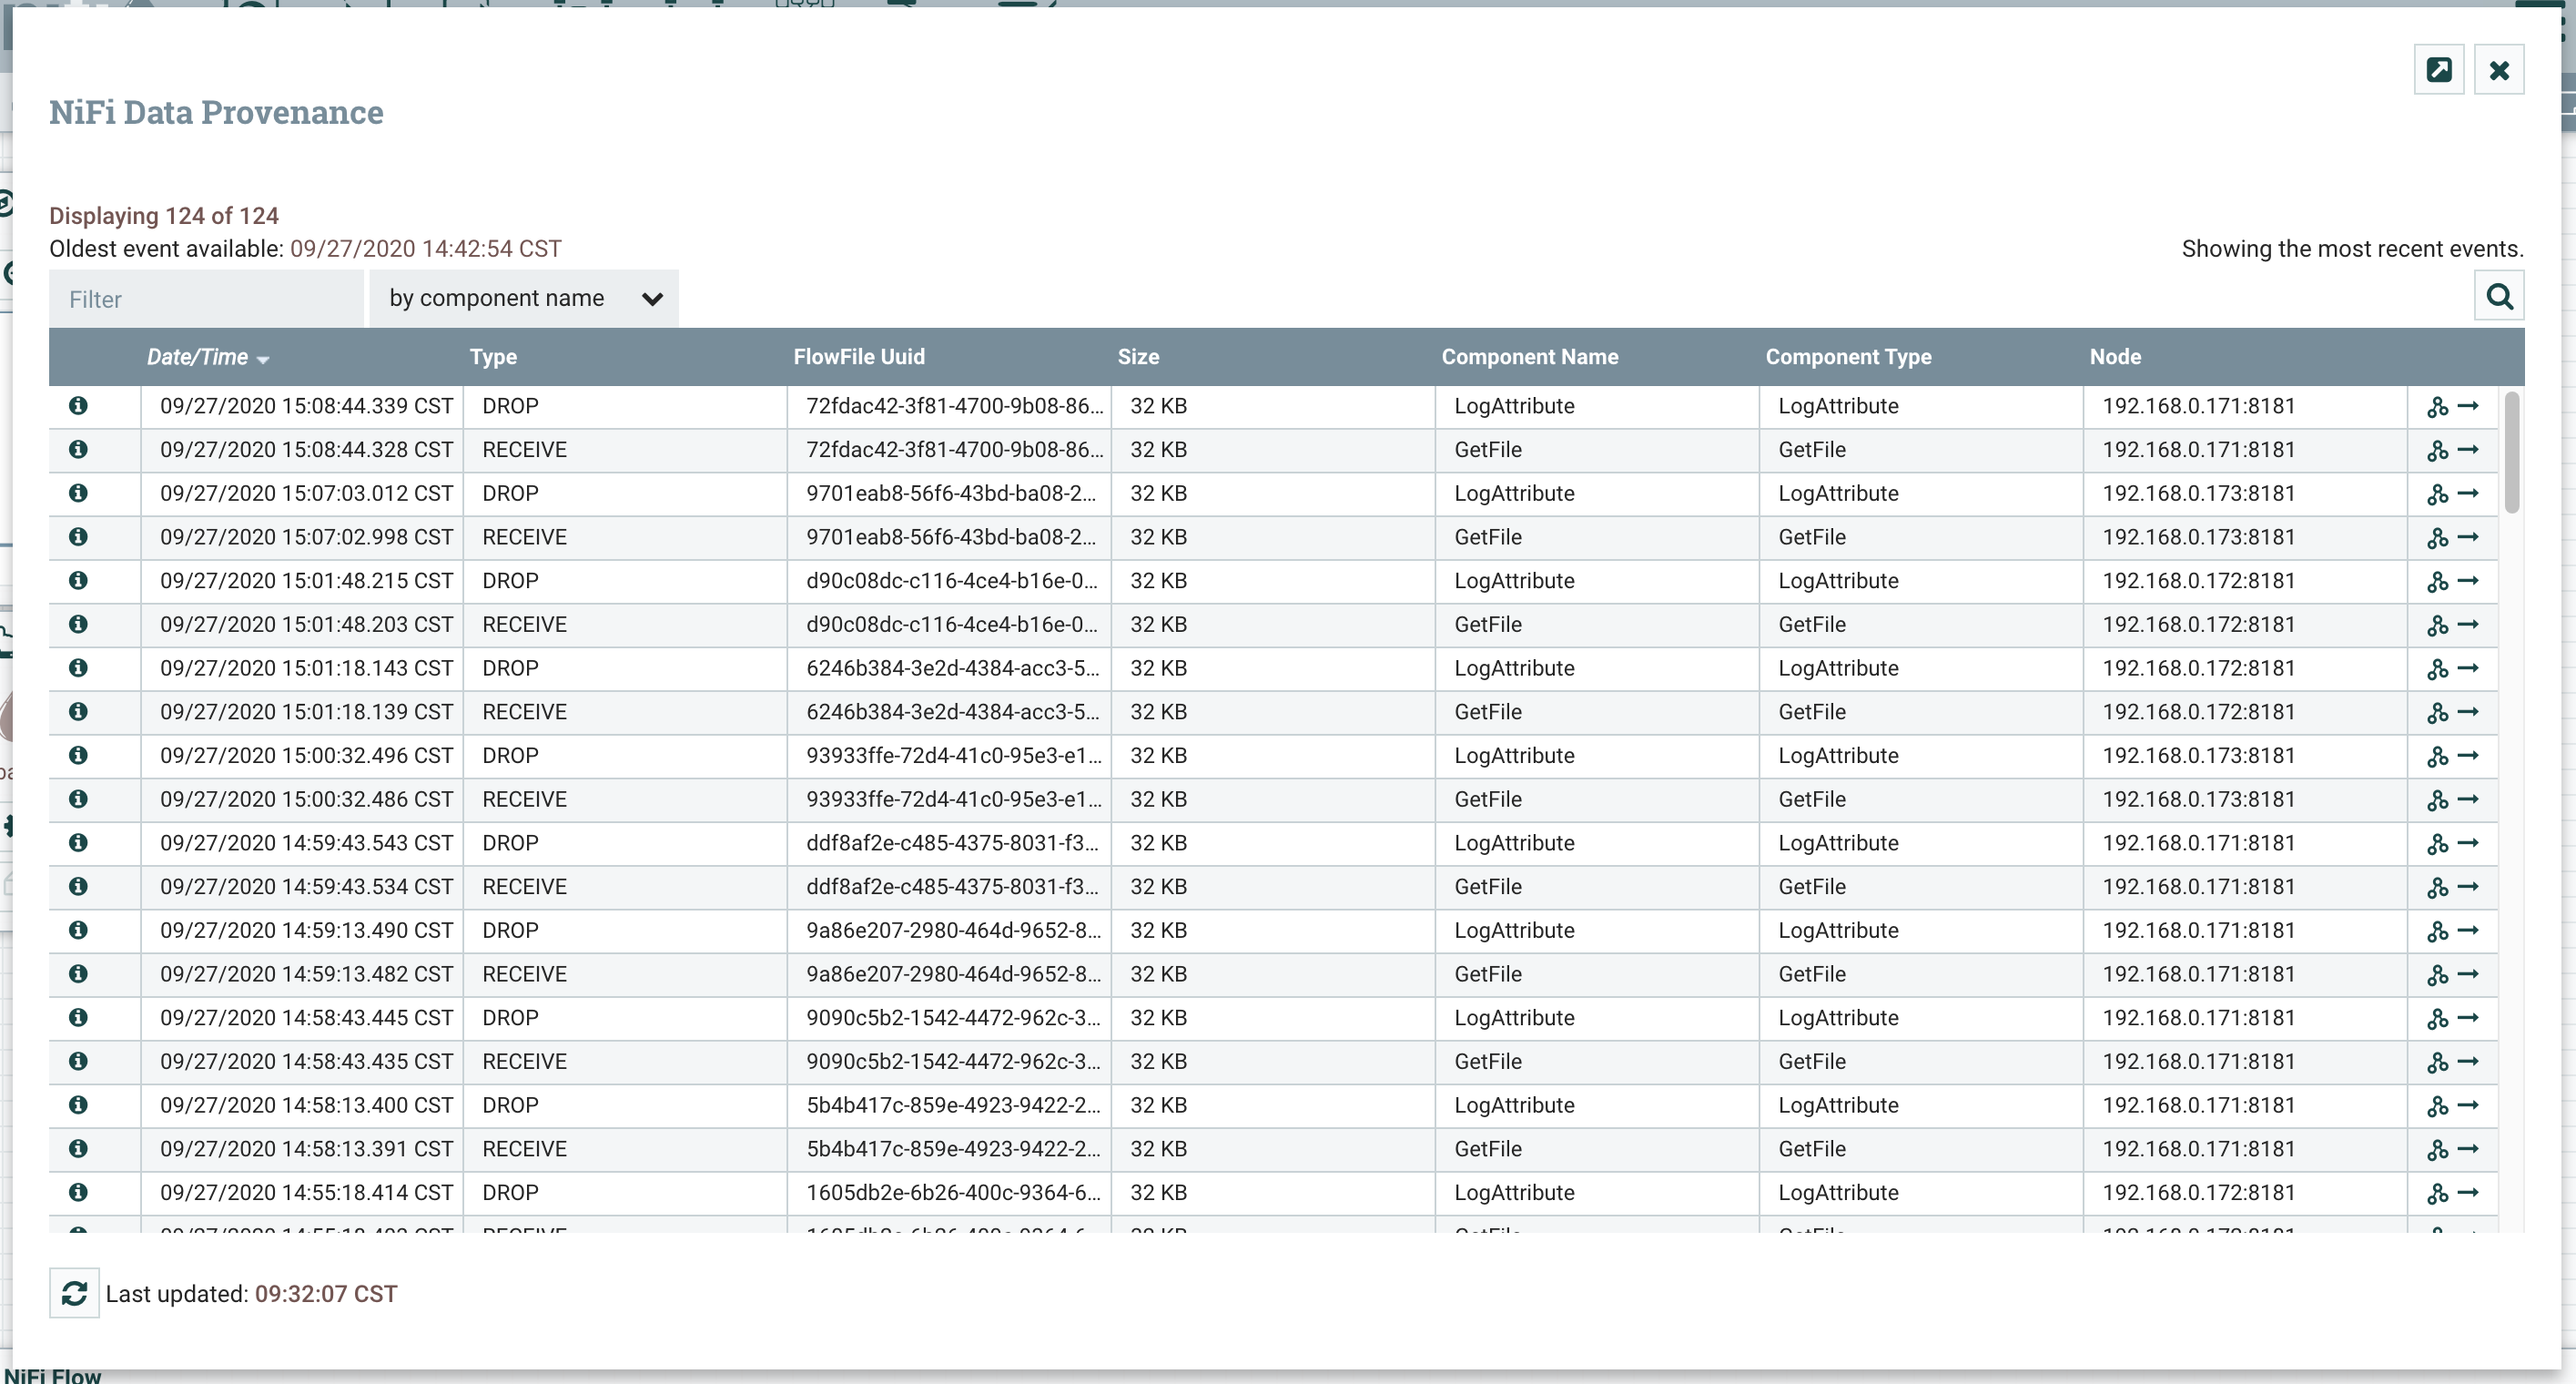 NiFi Data Provenance
Displaying 124 of 124
Oldest event available: 09/27/2020 14:42:54 CST
Showing the most recent events.
Filter
by component name
Date/Time Type FlowFile Uuid Size Component Name Component Type Node
09/27/2020 15:08:44.339 CST DROP 72fdac42-3f81-4700-9b08-86... 32 KB LogAttribute LogAttribute 192.168.0.171:8181
09/27/2020 15:08:44.328 CST RECEIVE 72fdac42-3f81-4700-9b08-86... 32 KB GetFile GetFile 192.168.0.171:8181
09/27/2020 15:07:03.012 CST DROP 9701eab8-56f6-43bd-ba08-2... 32 KB LogAttribute LogAttribute 192.168.0.173:8181
09/27/2020 15:07:02.998 CST RECEIVE 9701eab8-56f6-43bd-ba08-2... 32 KB GetFile GetFile 192.168.0.173:8181
09/27/2020 15:01:48.215 CST DROP d90c08dc-c116-4ce4-b16e-0... 32 KB LogAttribute LogAttribute 192.168.0.172:8181
09/27/2020 15:01:48.203 CST RECEIVE d90c08dc-c116-4ce4-b16e-0... 32 KB GetFile GetFile 192.168.0.172:8181
09/27/2020 15:01:18.143 CST DROP 6246b384-3e2d-4384-acc3-5... 32 KB LogAttribute LogAttribute 192.168.0.172:8181
09/27/2020 15:01:18.139 CST RECEIVE 6246b384-3e2d-4384-acc3-5... 32 KB GetFile GetFile 192.168.0.172:8181
09/27/2020 15:00:32.496 CST DROP 93933ffe-72d4-41c0-95e3-e1... 32 KB LogAttribute LogAttribute 192.168.0.173:8181
09/27/2020 15:00:32.486 CST RECEIVE 93933ffe-72d4-41c0-95e3-e1... 32 KB GetFile GetFile 192.168.0.173:8181
09/27/2020 14:59:43.543 CST DROP ddf8af2e-c485-4375-8031-f3... 32 KB LogAttribute LogAttribute 192.168.0.171:8181
09/27/2020 14:59:43.534 CST RECEIVE ddf8af2e-c485-4375-8031-f3... 32 KB GetFile GetFile 192.168.0.171:8181
09/27/2020 14:59:13.490 CST DROP 9a86e207-2980-464d-9652-8... 32 KB LogAttribute LogAttribute 192.168.0.171:8181
09/27/2020 14:59:13.482 CST RECEIVE 9a86e207-2980-464d-9652-8... 32 KB GetFile GetFile 192.168.0.171:8181
09/27/2020 14:58:43.445 CST DROP 9090c5b2-1542-4472-962c-3... 32 KB LogAttribute LogAttribute 192.168.0.171:8181
09/27/2020 14:58:43.435 CST RECEIVE 9090c5b2-1542-4472-962c-3... 32 KB GetFile GetFile 192.168.0.171:8181
09/27/2020 14:58:13.400 CST DROP 5b4b417c-859e-4923-9422-2... 32 KB LogAttribute LogAttribute 192.168.0.171:8181
09/27/2020 14:58:13.391 CST RECEIVE 5b4b417c-859e-4923-9422-2... 32 KB GetFile GetFile 192.168.0.171:8181
09/27/2020 14:55:18.414 CST DROP 1605db2e-6b26-400c-9364-6... 32 KB LogAttribute LogAttribute 192.168.0.172:8181
Last updated: 09:32:07 CST
NiFi Flow